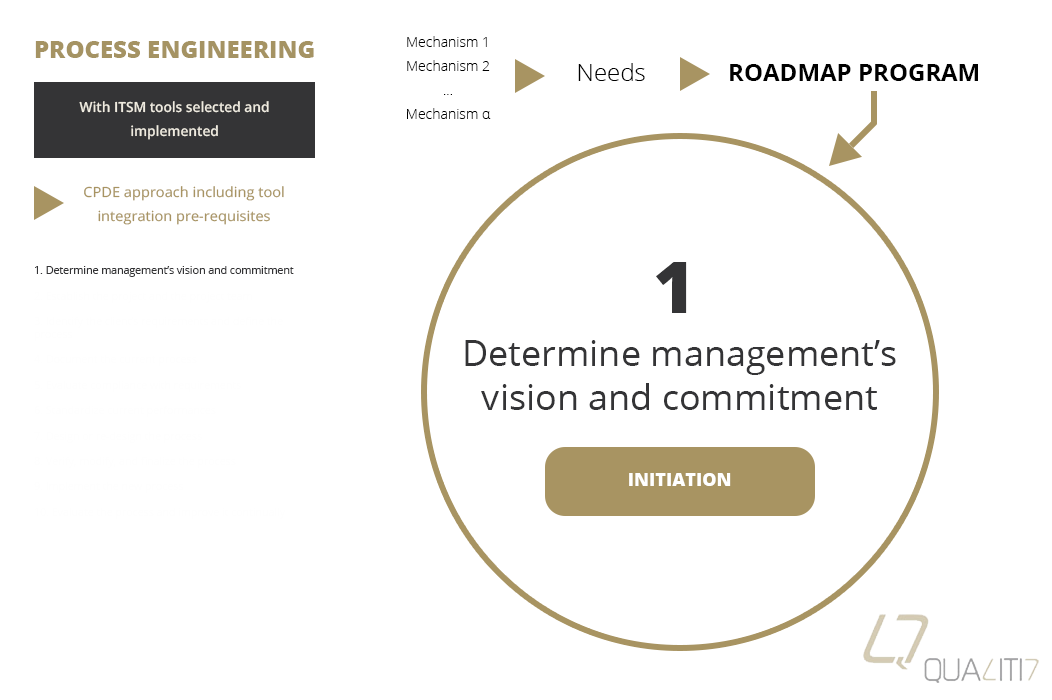 PROCESS ENGINEERING
With ITSM tools selected and
implemented
CPDE approach including tool
integration pre-requisites
1. Determine management’s vision and commitment
Mechanism 1
Mechanism 2
...
Mechanism α
Needs
ROADMAP PROGRAM
1
Determine management’s
vision and commitment
INITIATION
QUALITI7